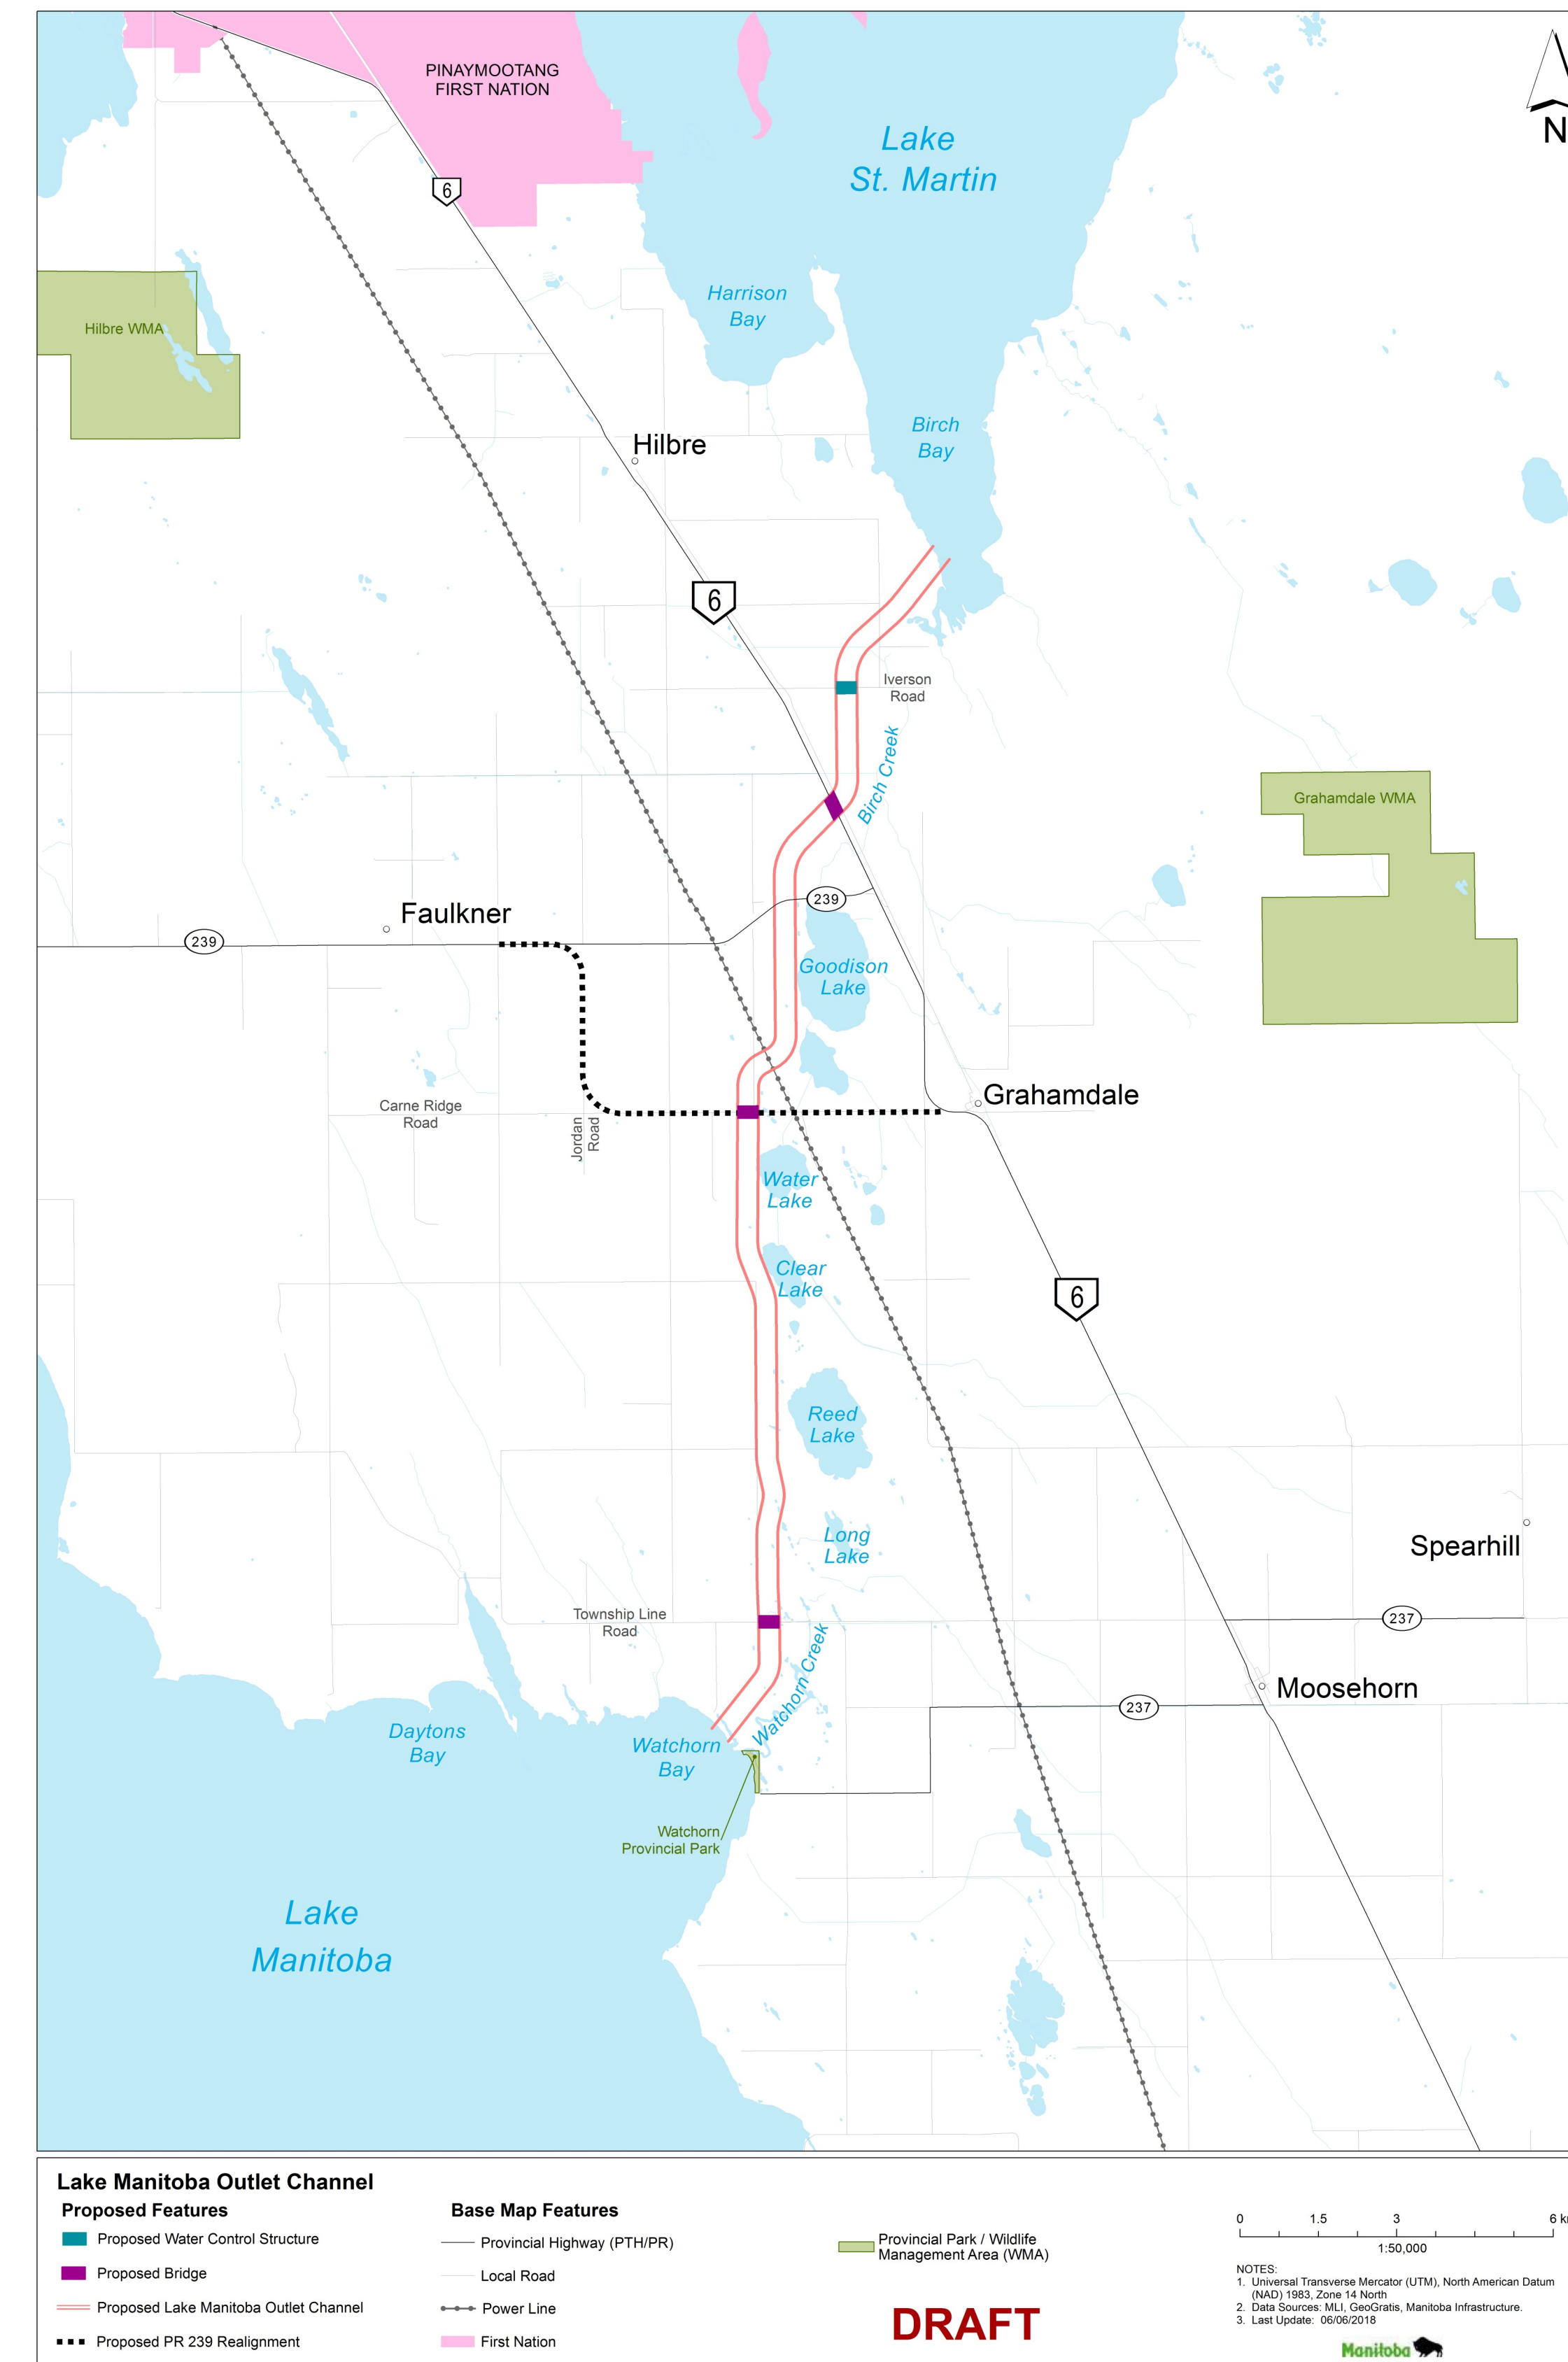 PINAYMOOTANG
FIRST NATION
N
Lake
St. Martin
6
Harrison
Bay
Hilbre WMA
Birch
Bay
Hilbre
6
Iverson
Road
Birch Creek
Grahamdale WMA
239
Faulkner
239
Goodison
Lake
Grahamdale
Carne Ridge
Road
Jordan
Road
Water
Lake
Clear
Lake
6
Reed
Lake
Long
Lake
Spearhill
Township Line
Road
237
Watchorn Creek
Moosehorn
237
Daytons
Bay
Watchorn
Bay
Watchorn
Provincial Park
Lake
Manitoba
Lake Manitoba Outlet Channel
Proposed Features
Proposed Water Control Structure
Proposed Bridge
Proposed Lake Manitoba Outlet Channel
Proposed PR 239 Realignment
Base Map Features
Provincial Highway (PTH/PR)
Local Road
Power Line
First Nation
Provincial Park / Wildlife
Management Area (WMA)
DRAFT
0 1.5 3 6
1:50,000
NOTES:
1. Universal Transverse Mercator (UTM), North American Datum
(NAD) 1983, Zone 14 North
2. Data Sources: MLI, GeoGratis, Manitoba Infrastructure.
3. Last Update: 06/06/2018
Manitoba